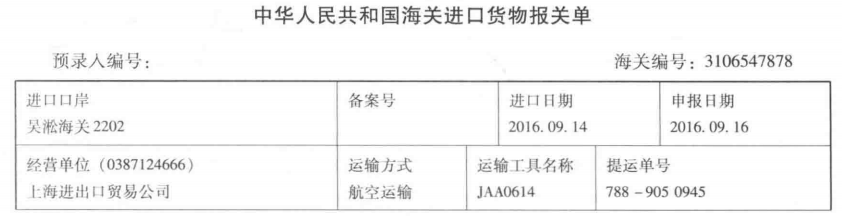 中华人民共和国海关进口货物报关单
预录入编号： 海关编号：3106547878
进口口岸 备案号 进口日期 申报日期
吴淞海关 2202 2016. 09. 14 2016. 09. 16
经营单位（0387124666） 运输方式 运输工具名称 提运单号
上海进出口贸易公司 航空运输 JAA0614 788 - 905 0945